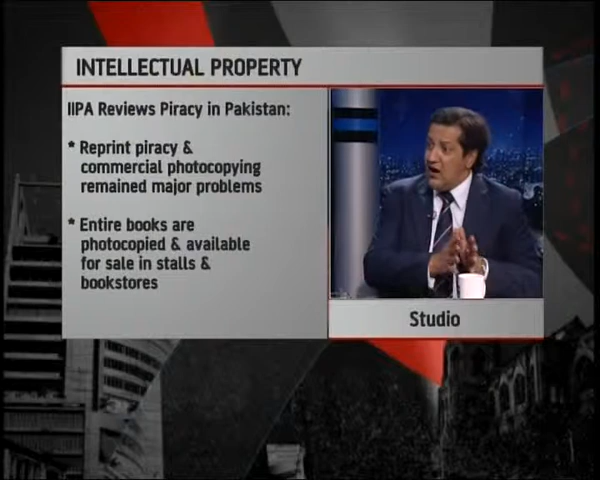 INTELLECTUAL PROPERTY
IIPA Reviews Piracy in Pakistan:
* Reprint piracy &
commercial photocopying
remained major problems
* Entire books are
photocopied & available
for sale in stalls &
bookstores
Studio